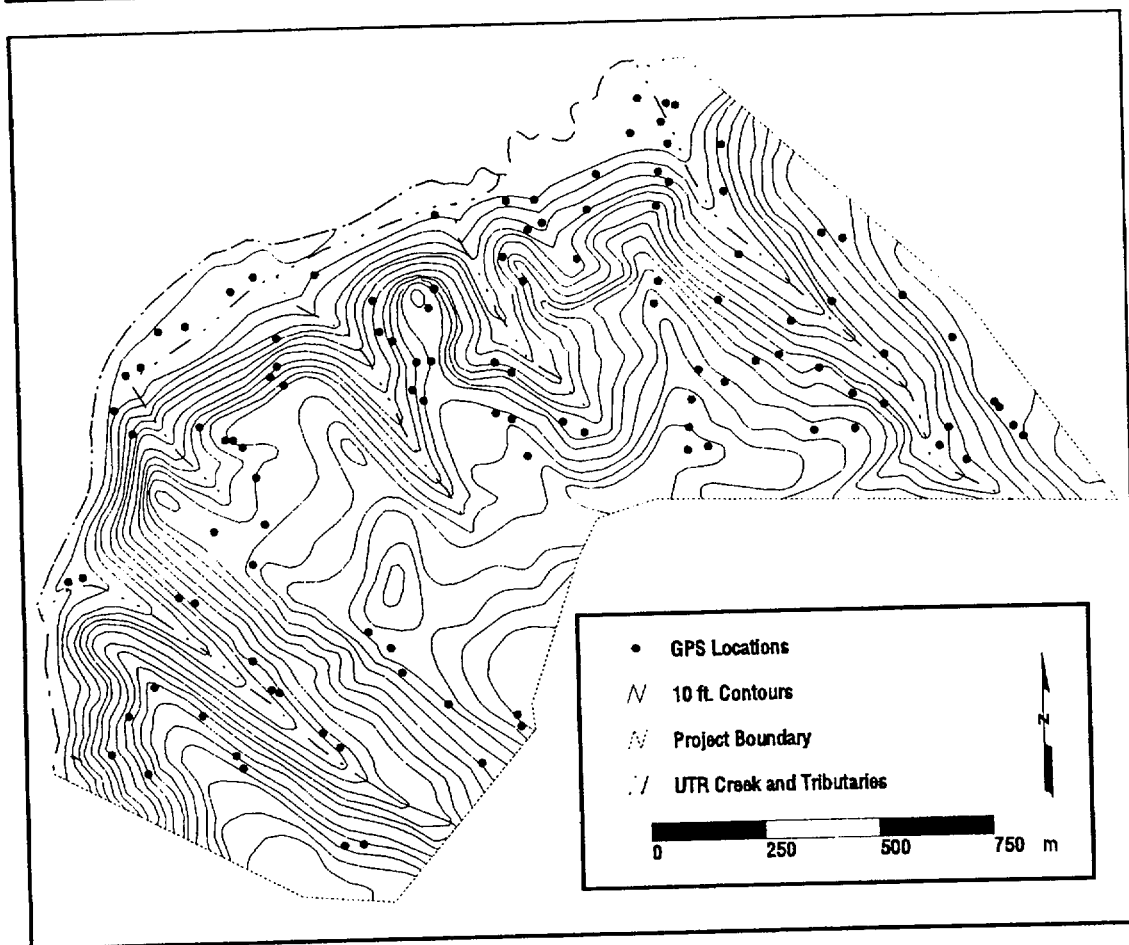 GPS Locations
10 ft. Contours
Project Boundary
UTR Creek and Tributaries
N
0 250 500 750 m